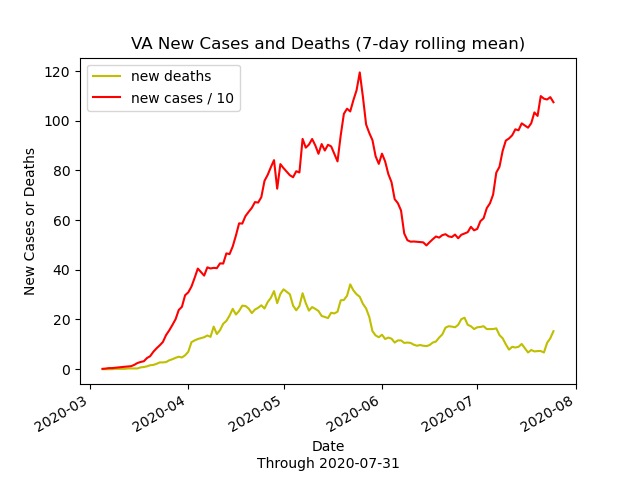 VA New Cases and Deaths (7-day rolling mean)
new deaths
new cases / 10
120
100
80
60
40
20
0
New Cases or Deaths
2020-03
2020-04
2020-05
2020-06
2020-07
2020-08
Date
Through 2020-07-31